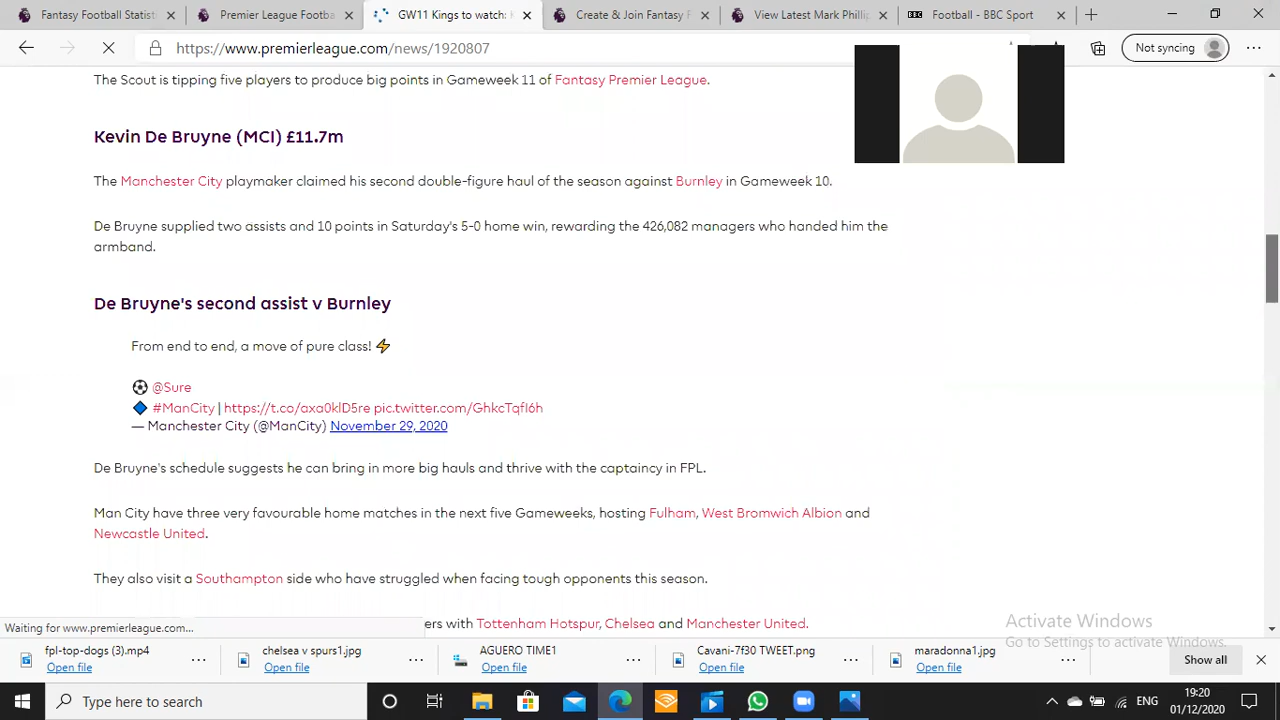 Fantasy Football Statist
Premier League Footba
GW11 Kings to watch:
Create & Join Fantasy F
View Latest Mark Phillip
BBC Football - BBC Sport
https://www.premierleague.com/news/1920807
Not syncing
The Scout is tipping five players to produce big points in Gameweek 11 of Fantasy Premier League.
Kevin De Bruyne (MCI) £11.7m
The Manchester City playmaker claimed his second double-figure haul of the season against Burnley in Gameweek 10.
De Bruyne supplied two assists and 10 points in Saturday's 5-0 home win, rewarding the 426,082 managers who handed him the
armband.
De Bruyne's second assist v Burnley
From end to end, a move of pure class! ⚡
⚽ @Sure
🔷 #ManCity | https://t.co/axa0klD5re pic.twitter.com/GhkcTqfI6h
— Manchester City (@ManCity) November 29, 2020
De Bruyne's schedule suggests he can bring in more big hauls and thrive with the captaincy in FPL.
Man City have three very favourable home matches in the next five Gameweeks, hosting Fulham, West Bromwich Albion and
Newcastle United.
They also visit a Southampton side who have struggled when facing tough opponents this season.
ers with Tottenham Hotspur, Chelsea and Manchester United.
Waiting for www.premierleague.com...
Activate Windows
Go to Settings to activate Windows.
fpl-top-dogs (3).mp4
Open file
chelsea v spurs1.jpg
Open file
AGUERO TIME1
Open file
Cavani-7f30 TWEET.png
Open file
maradonna1.jpg
Open file
Show all
Type here to search
ENG
19:20
01/12/2020